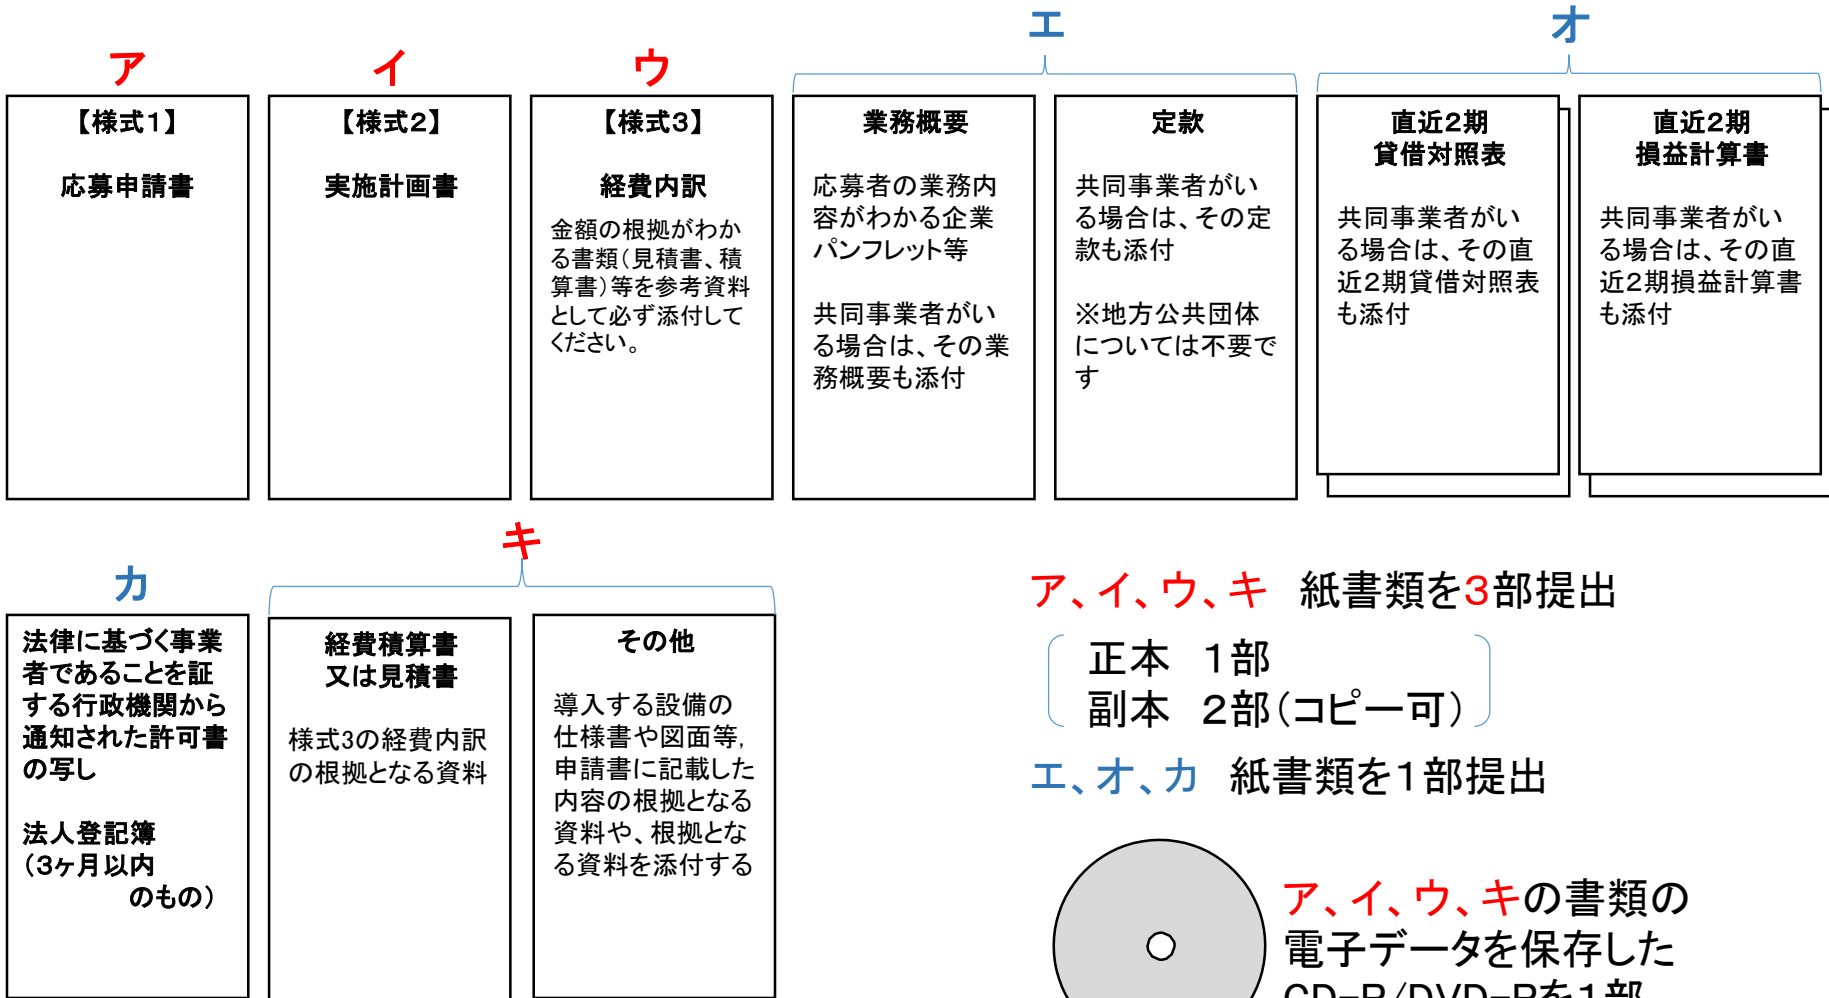 ア
【様式1】
応募申請書
イ
【様式2】
実施計画書
ウ
【様式3】
経費内訳
金額の根拠がわか
る書類(見積書、積
算書)等を参考資料
として必ず添付して
ください。
エ
業務概要
応募者の業務内
容がわかる企業
パンフレット等
共同事業者がい
る場合は、その業
務概要も添付
定款
共同事業者がい
る場合は、その定
款も添付
※地方公共団体
については不要で
す
オ
直近2期
貸借対照表
共同事業者がい
る場合は、その直
近2期貸借対照表
も添付
直近2期
損益計算書
共同事業者がい
る場合は、その直
近2期損益計算書
も添付
カ
法律に基づく事業
者であることを証
する行政機関から
通知された許可書
の写し
法人登記簿
(3ヶ月以内
のもの)
キ
経費積算書
又は見積書
様式3の経費内訳
の根拠となる資料
その他
導入する設備の
仕様書や図面等,
申請書に記載した
内容の根拠となる
資料や、根拠とな
る資料を添付する
ア、イ、ウ、キ 紙書類を3部提出
正本 1部
副本 2部(コピー可)
エ、オ、カ 紙書類を1部提出
ア、イ、ウ、キの書類の
電子データを保存した
CD-R/DVD-Rを1部